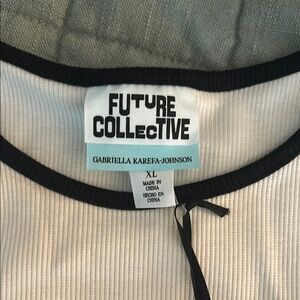 FUTURE
COLLECTIVE
GABRIELLA KAREFA-JOHNSON
XL
MADE IN
CHINA
HECHO EN
CHINA